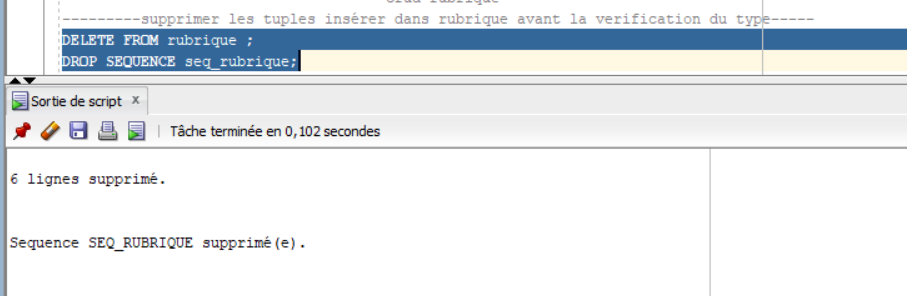 ---------supprimer les tuples insérer dans rubrique avant la verification du type-----
DELETE FROM rubrique ;
DROP SEQUENCE seq_rubrique;
Sortie de script x
Tâche terminée en 0,102 secondes
6 lignes supprimé.
Sequence SEQ_RUBRIQUE supprimé(e).